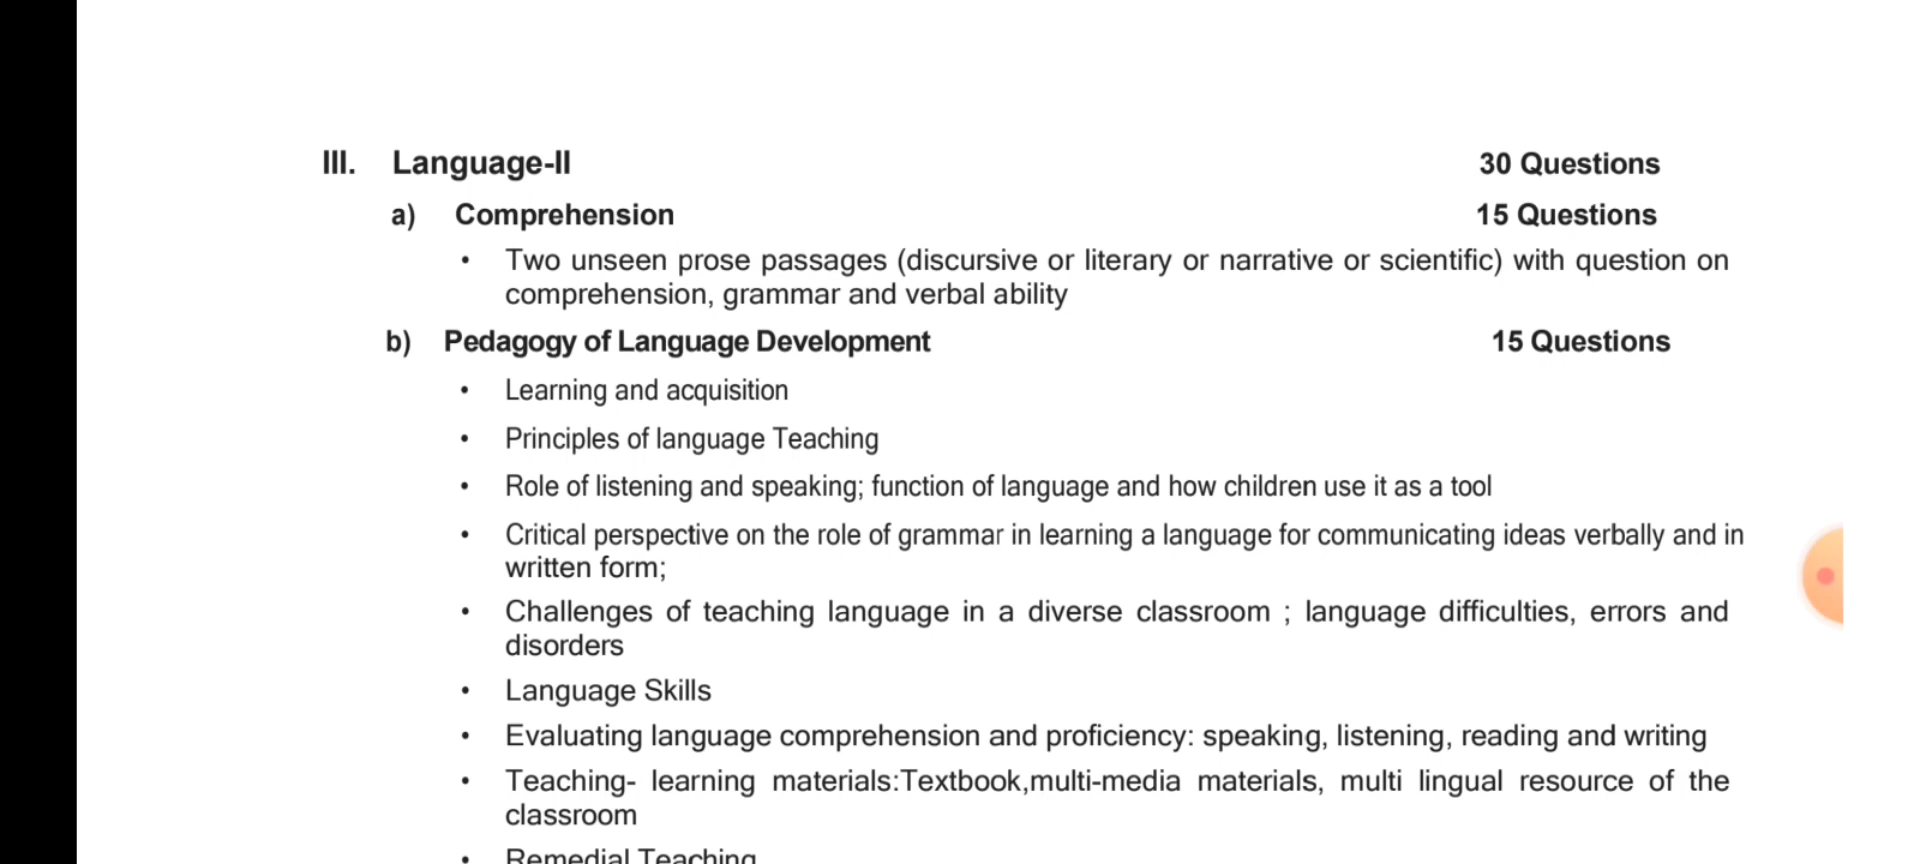 III. Language-II 30 Questions
a) Comprehension 15 Questions
• Two unseen prose passages (discursive or literary or narrative or scientific) with question on
comprehension, grammar and verbal ability
b) Pedagogy of Language Development 15 Questions
• Learning and acquisition
• Principles of language Teaching
• Role of listening and speaking; function of language and how children use it as a tool
• Critical perspective on the role of grammar in learning a language for communicating ideas verbally and in
written form;
• Challenges of teaching language in a diverse classroom ; language difficulties, errors and
disorders
• Language Skills
• Evaluating language comprehension and proficiency: speaking, listening, reading and writing
• Teaching- learning materials:Textbook,multi-media materials, multi lingual resource of the
classroom
• Remedial Teaching